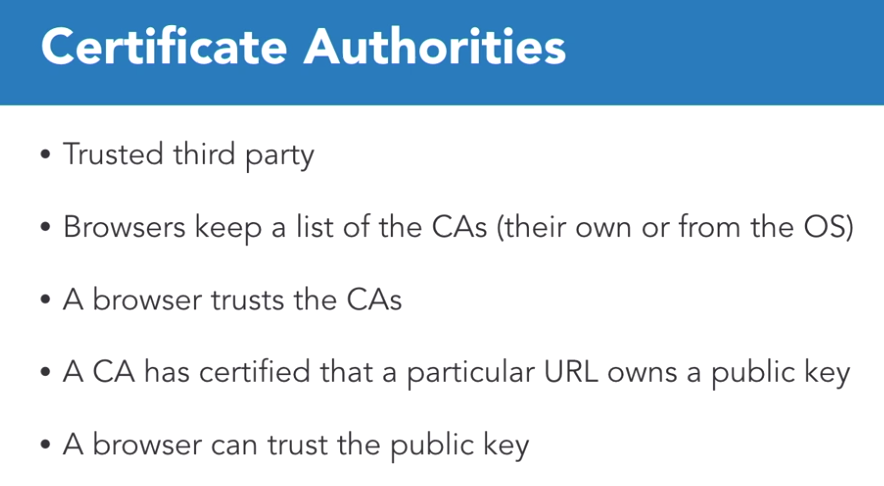 Certificate Authorities
• Trusted third party
• Browsers keep a list of the CAs (their own or from the OS)
• A browser trusts the CAs
• A CA has certified that a particular URL owns a public key
• A browser can trust the public key